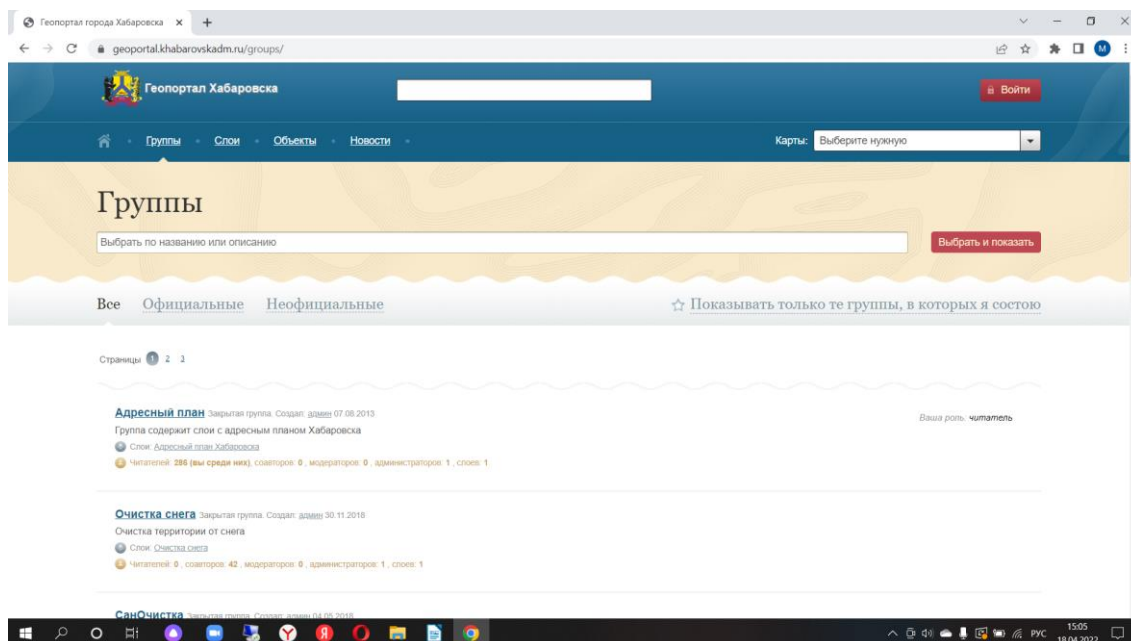 Геопортал города Хабаровска
geoportal.khabarovskadm.ru/groups/
М
Геопортал Хабаровска
Войти
Группы Слои Объекты Новости
Карты: Выберите нужную
Группы
Выбрать по названию или описанию
Выбрать и показать
Все Официальные Неофициальные
Показывать только те группы, в которых я состою
Страницы 1 2 3
Адресный план Закрытая группа. Создал: админ 07.08.2013
Ваша роль: читатель
Группа содержит слои с адресным планом Хабаровска
Слои: Адресный план Хабаровска
Читателей: 286 (вы среди них), соавторов: 0 , модераторов: 0 , администраторов: 1 , слоев: 1
Очистка снега Закрытая группа. Создал: админ 30.11.2018
Очистка территории от снега
Слои: Очистка снега
Читателей: 0 , соавторов: 42 , модераторов: 0 , администраторов: 1 , слоев: 1
СанОчистка Закрытая группа. Создал: админ 04.05.2018
РУС
15:05
18.04.2022